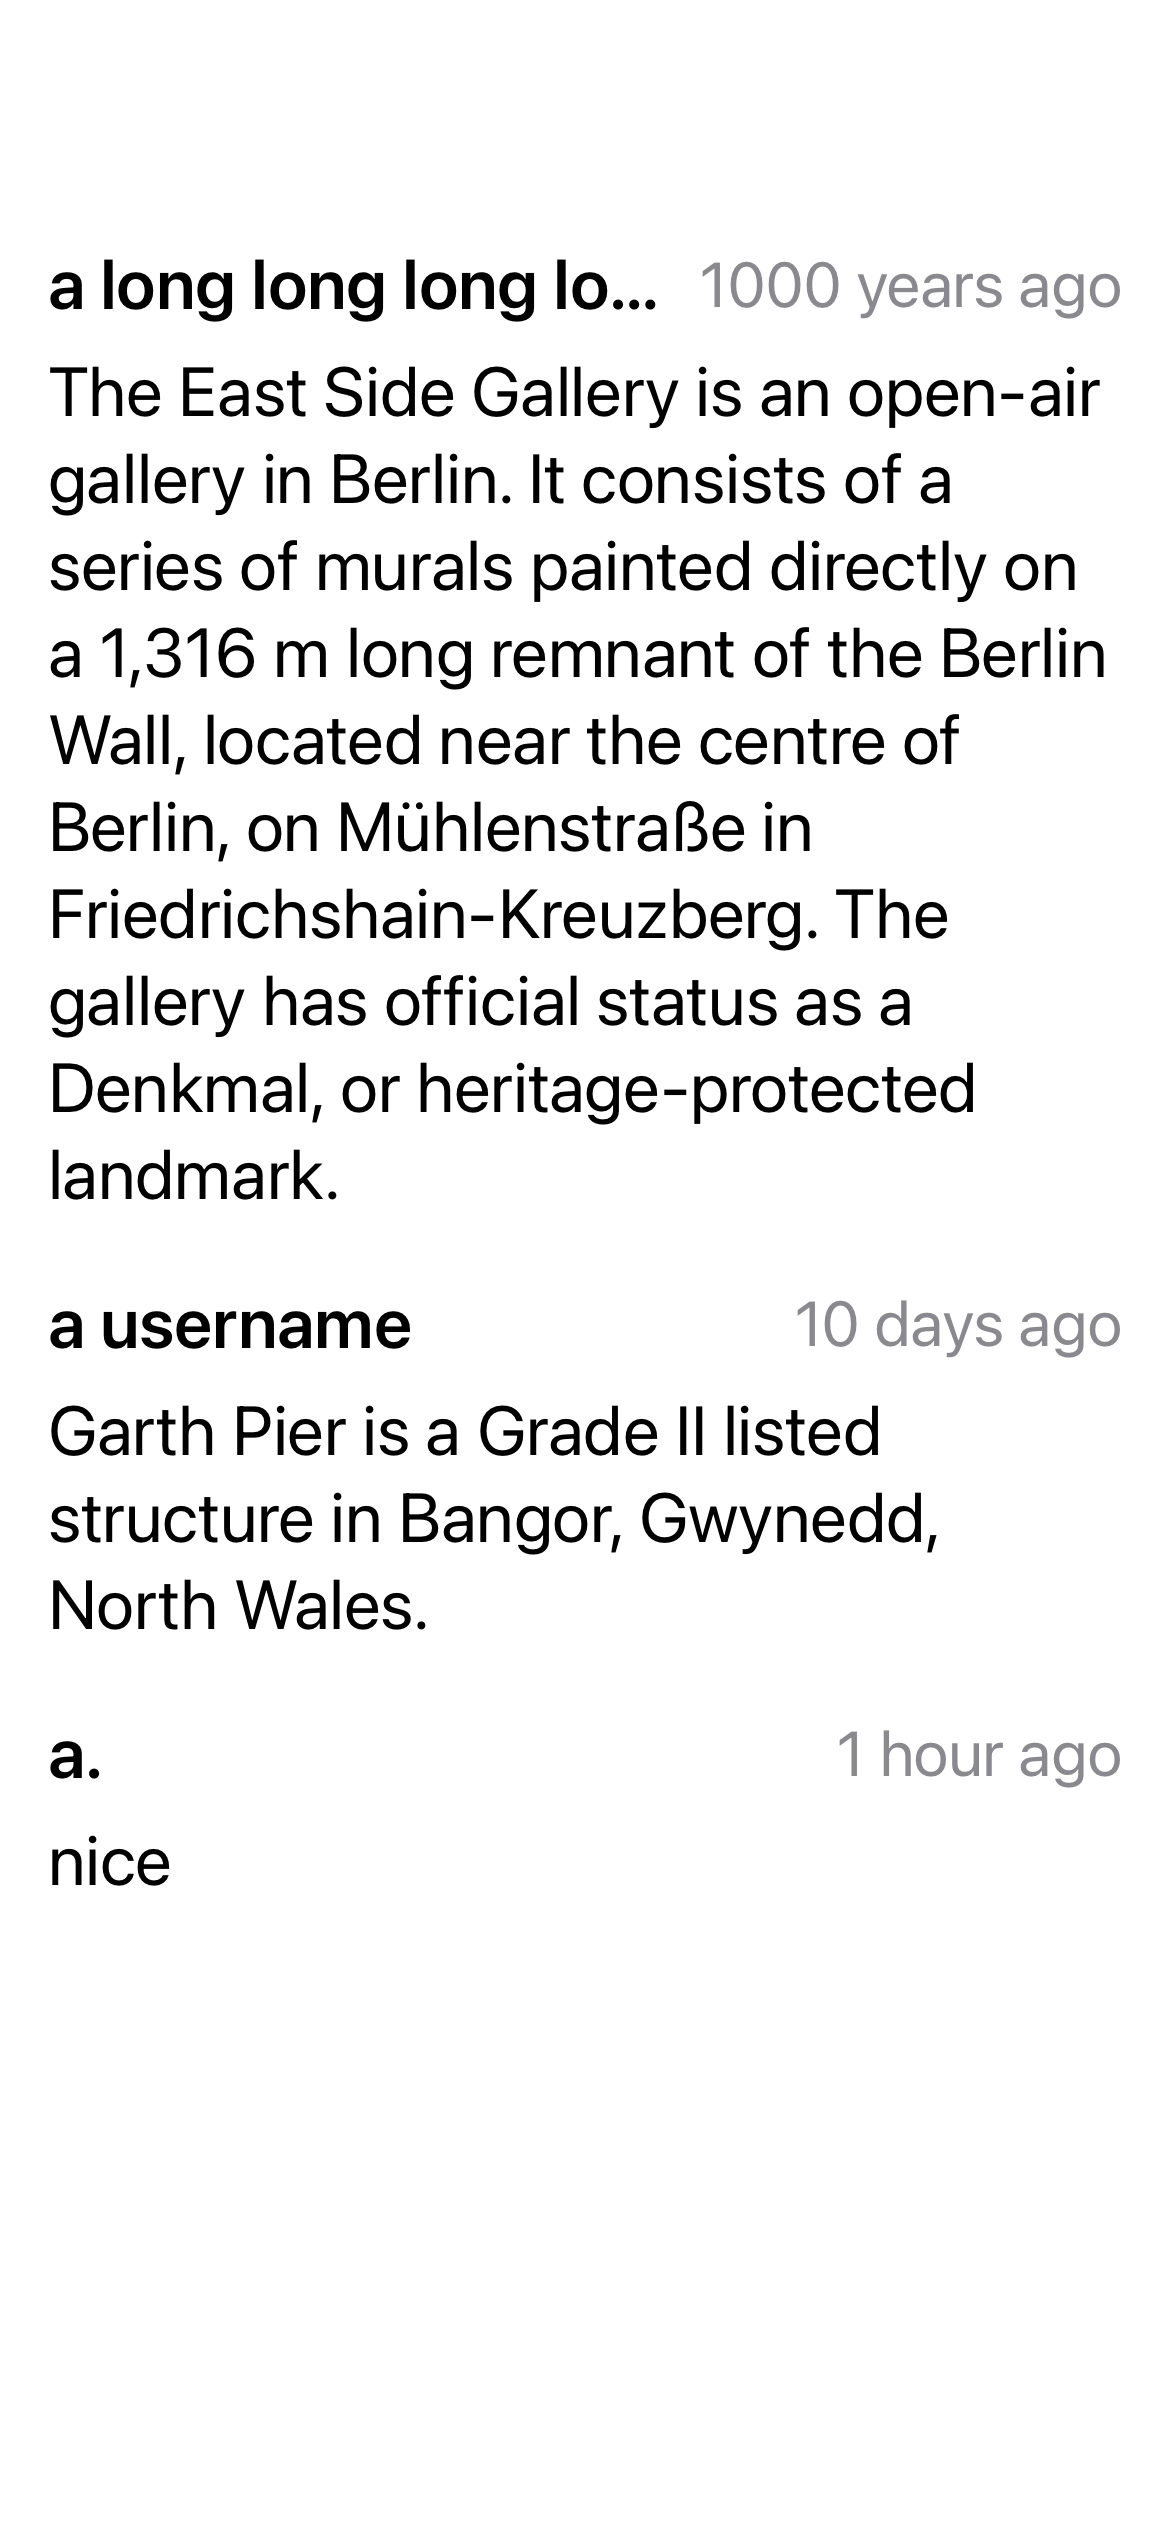 a long long long lo... 1000 years ago
The East Side Gallery is an open-air
gallery in Berlin. It consists of a
series of murals painted directly on
a 1,316 m long remnant of the Berlin
Wall, located near the centre of
Berlin, on Mühlenstraße in
Friedrichshain-Kreuzberg. The
gallery has official status as a
Denkmal, or heritage-protected
landmark.
a username 10 days ago
Garth Pier is a Grade II listed
structure in Bangor, Gwynedd,
North Wales.
a. 1 hour ago
nice